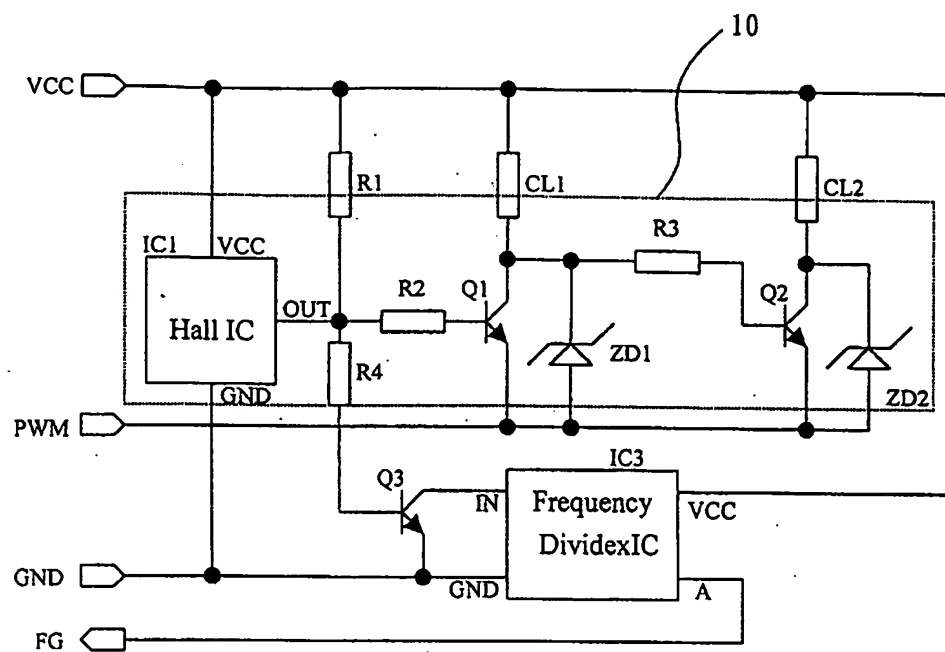 10
VCC
R1
CL1
CL2
R3
IC1
VCC
OUT
R2
Q1
Q2
Hall IC
R4
ZD1
GND
ZD2
PWM
IC3
Q3
IN
Frequency
DividexIC
VCC
GND
GND
A
FG